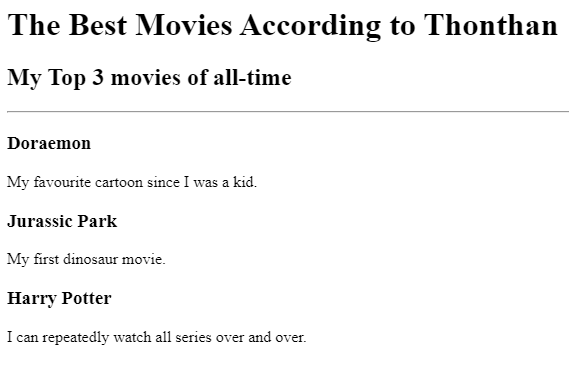 The Best Movies According to Thonthan
My Top 3 movies of all-time
Doraemon
My favourite cartoon since I was a kid.
Jurassic Park
My first dinosaur movie.
Harry Potter
I can repeatedly watch all series over and over.